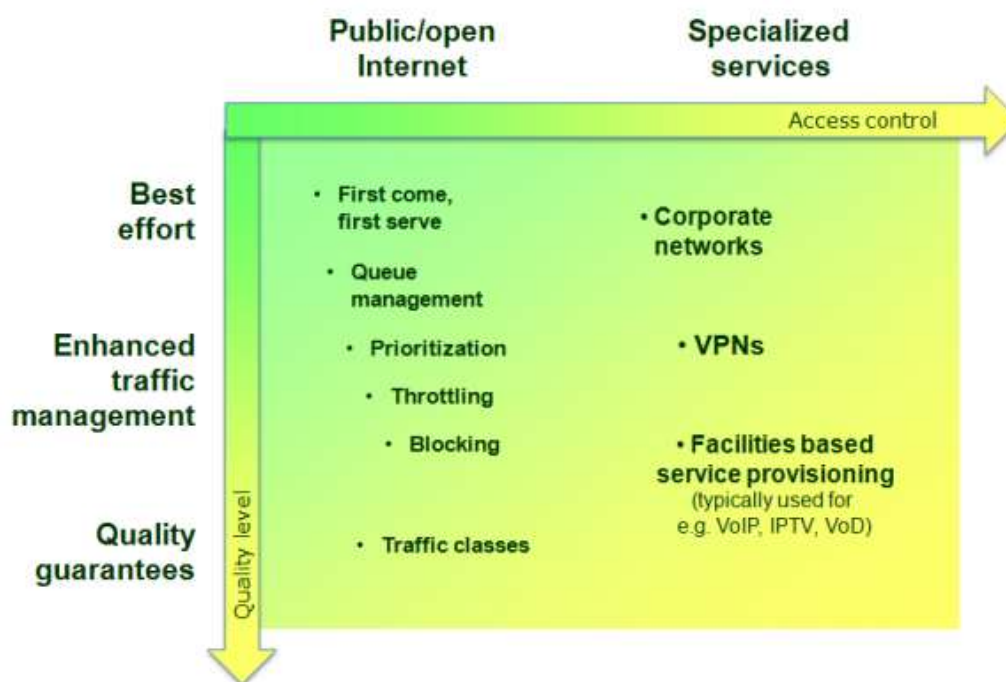 Public/open
Internet
Specialized
services
Access control
Best
effort
• First come,
first serve
• Corporate
networks
• Queue
management
Enhanced
traffic
management
• Prioritization
• VPNs
• Throttling
• Blocking
• Facilities based
service provisioning
(typically used for
e.g. VoIP, IPTV, VoD)
Quality
guarantees
• Traffic classes
Quality level